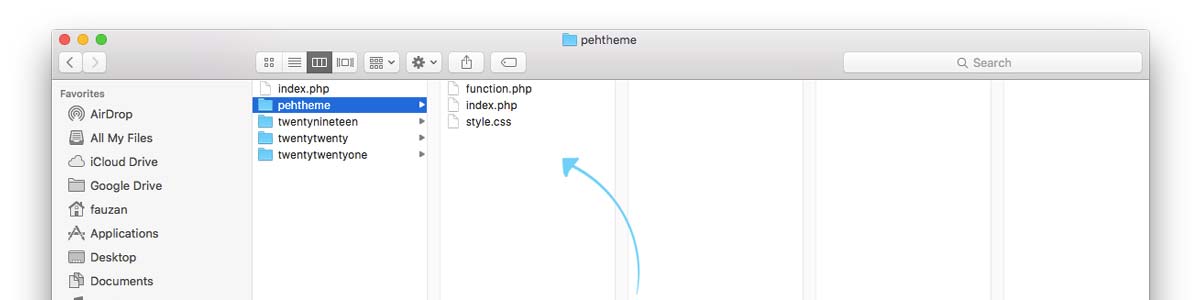 pehtheme
Search
Favorites
AirDrop
All My Files
iCloud Drive
Google Drive
fauzan
Applications
Desktop
Documents
index.php
pehtheme
twentynineteen
twentytwenty
twentytwentyone
function.php
index.php
style.css